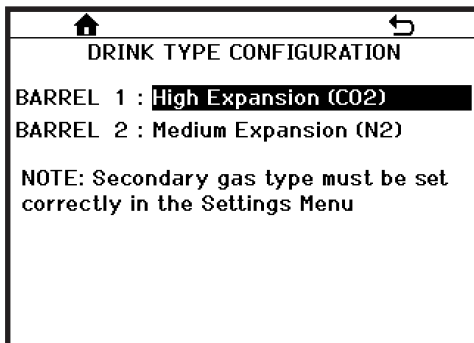 DRINK TYPE CONFIGURATION
BARREL 1 : High Expansion (CO2)
BARREL 2 : Medium Expansion (N2)
NOTE: Secondary gas type must be set
correctly in the Settings Menu